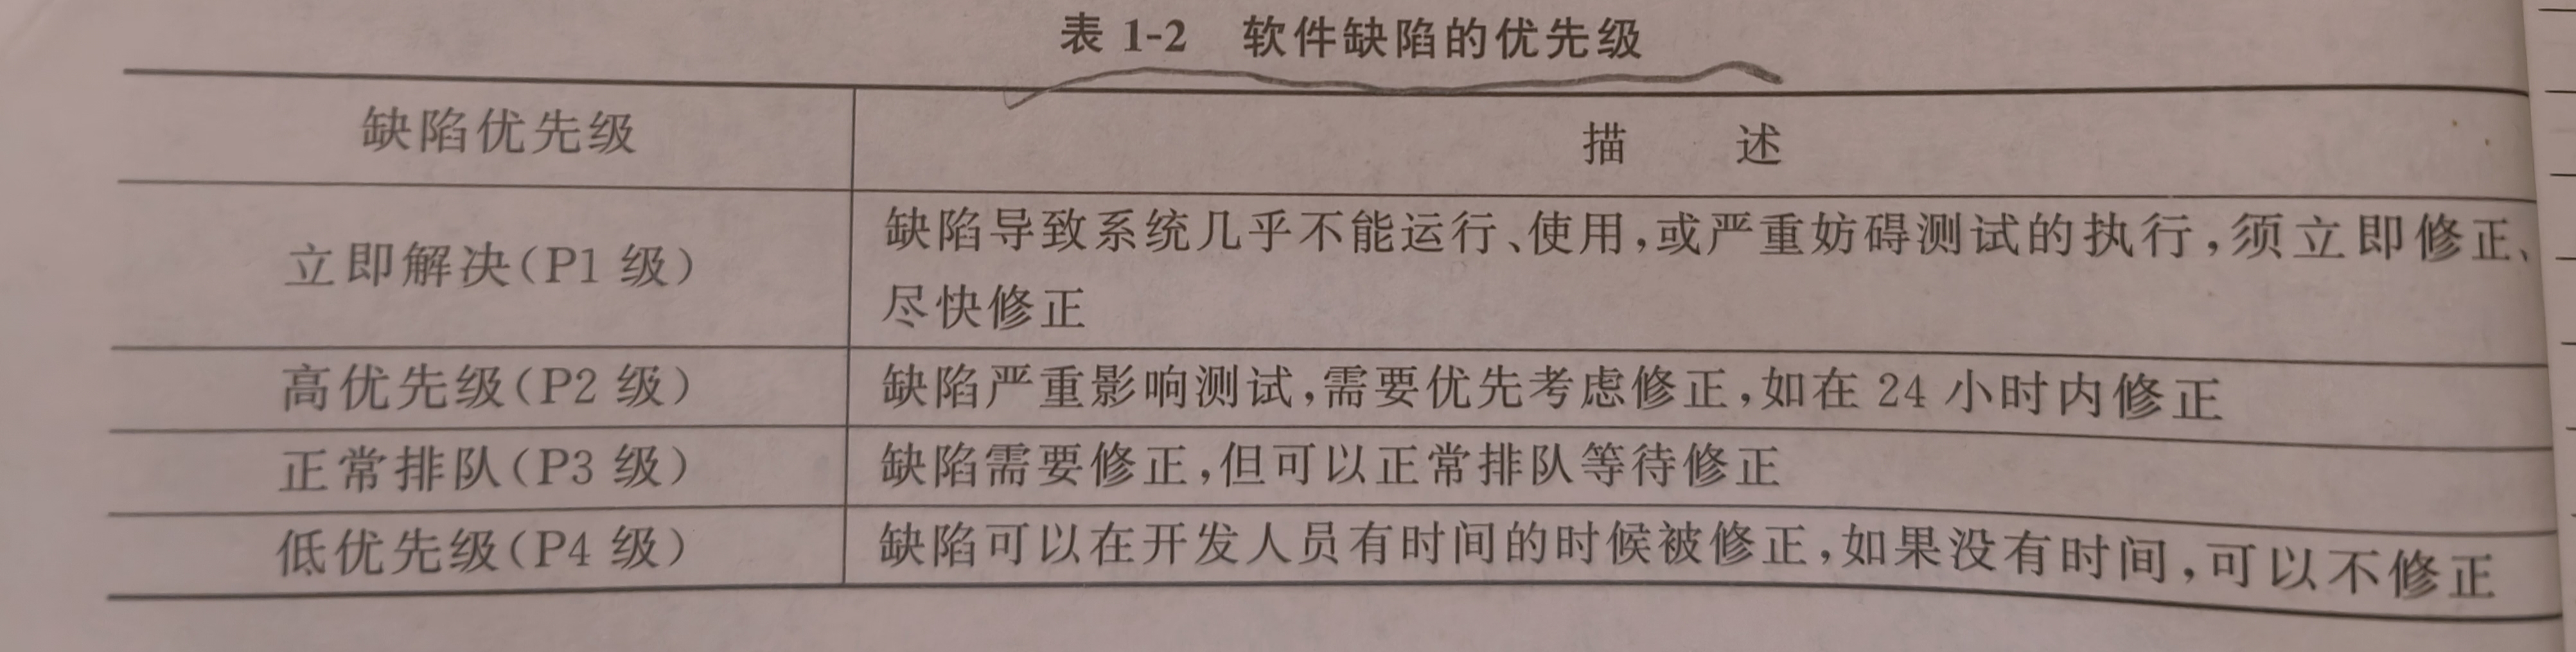 表 1-2 软件缺陷的优先级
缺陷优先级 描 述
立即解决(P1 级) 缺陷导致系统几乎不能运行、使用,或严重妨碍测试的执行,须立即修正、
尽快修正
高优先级(P2 级) 缺陷严重影响测试,需要优先考虑修正,如在 24 小时内修正
正常排队(P3 级) 缺陷需要修正,但可以正常排队等待修正
低优先级(P4 级) 缺陷可以在开发人员有时间的时候被修正,如果没有时间,可以不修正